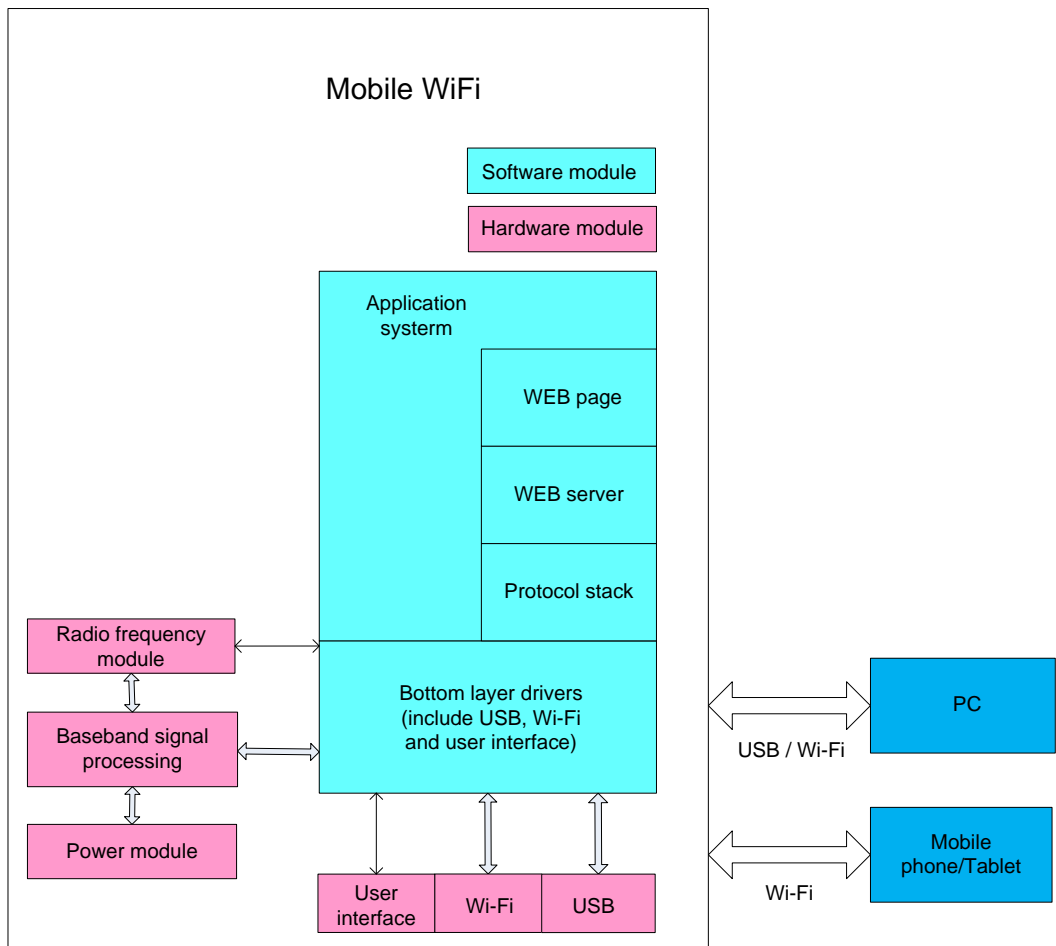 Mobile WiFi
Software module
Hardware module
Application
systerm
WEB page
WEB server
Protocol stack
Radio frequency
module
Bottom layer drivers
(include USB, Wi-Fi
and user interface)
Baseband signal
processing
Power module
User
interface
Wi-Fi
USB
PC
USB / Wi-Fi
Mobile
phone/Tablet
Wi-Fi